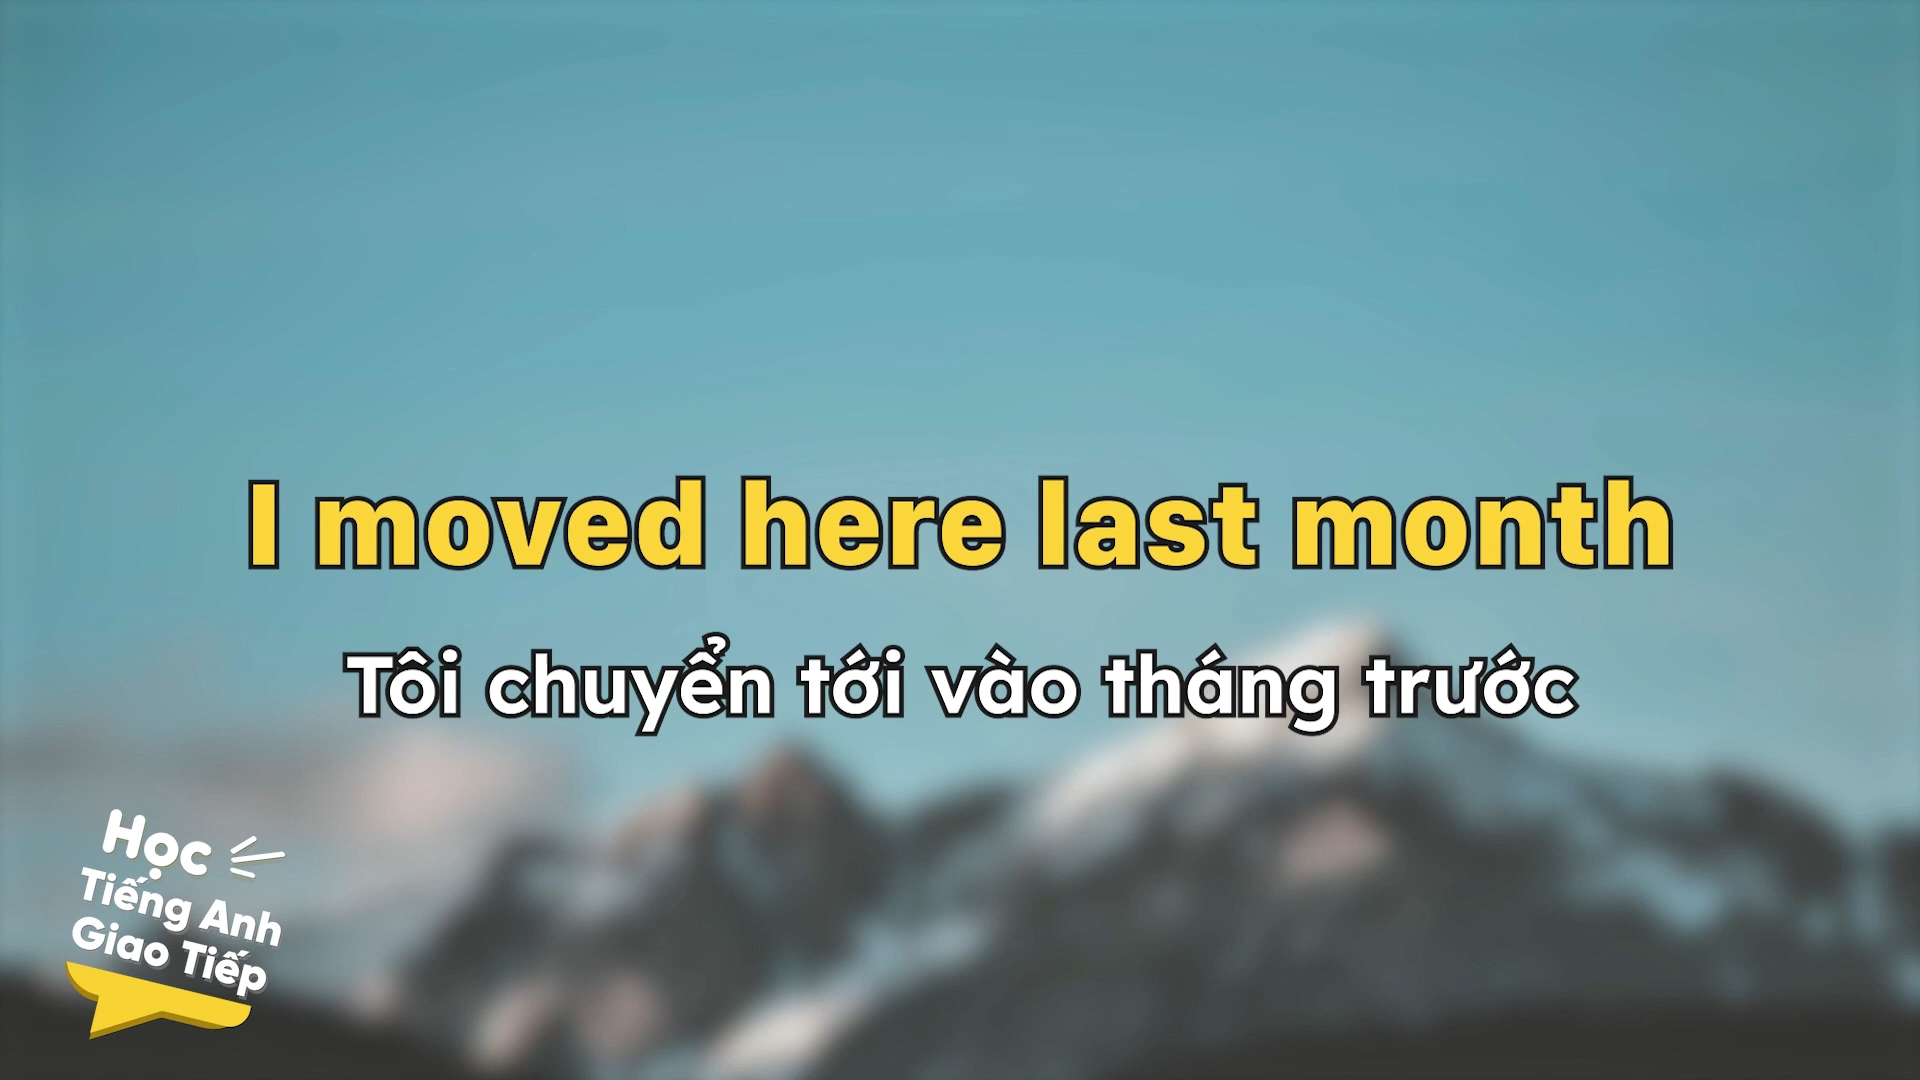 I moved here last month
Tôi chuyển tới vào tháng trước
Học
Tiếng Anh
Giao Tiếp